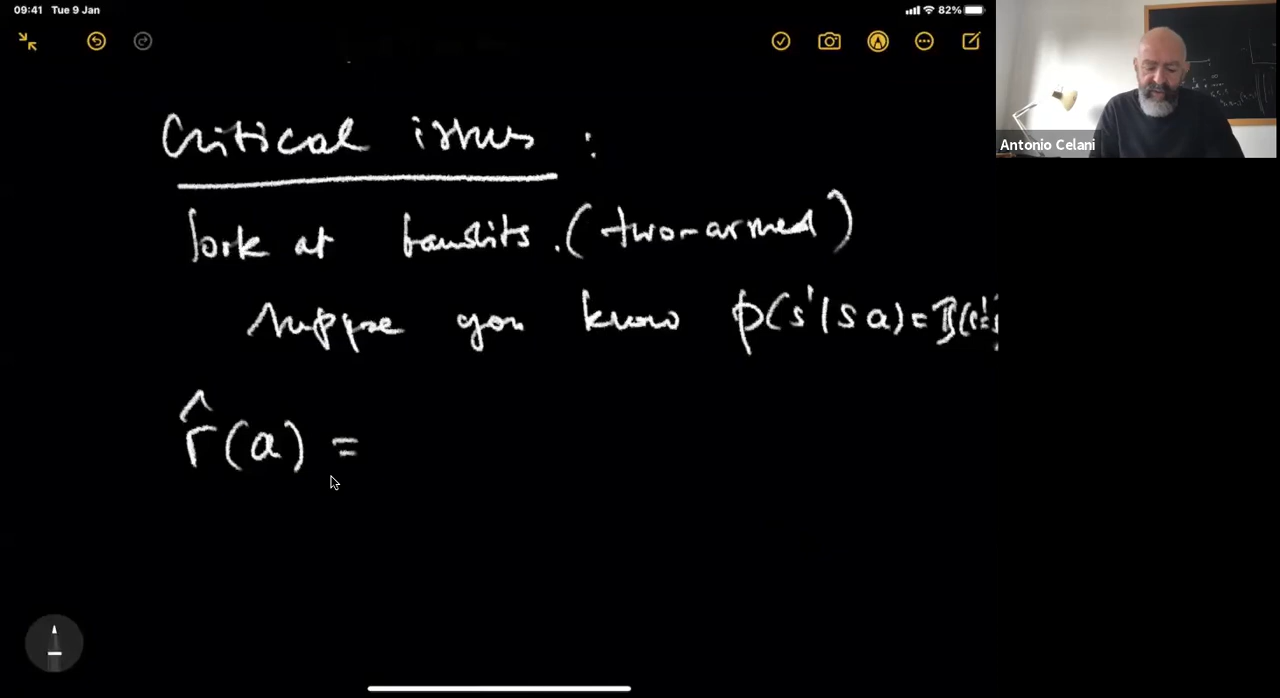 09:41 Tue 9 Jan
82%
Critical issues :
look at bandits. (two-armed)
Suppose you know p(s'|s a) =
r̂(a) =
Antonio Celani